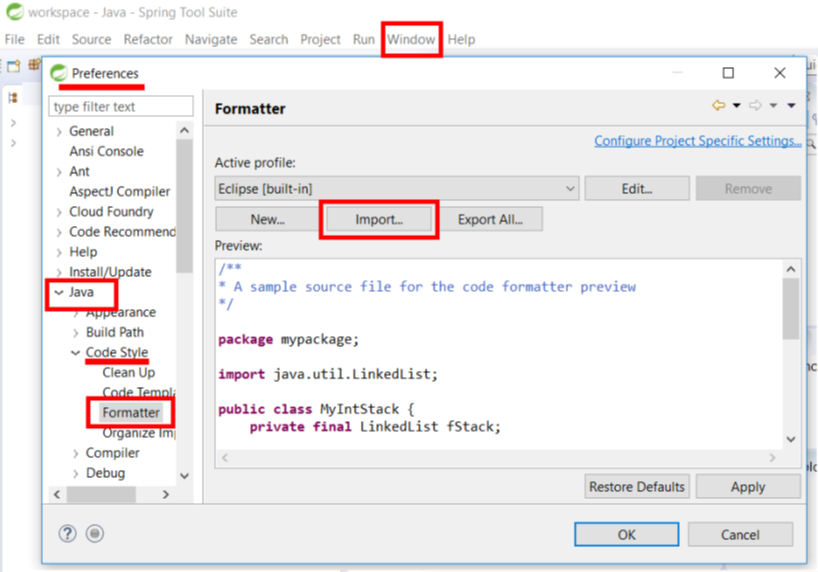 workspace - Java - Spring Tool Suite
File Edit Source Refactor Navigate Search Project Run Window Help
Preferences
type filter text
General
Ansi Console
Ant
AspectJ Compiler
Cloud Foundry
Code Recommend
Help
Install/Update
Java
Appearance
Build Path
Code Style
Clean Up
Code Templa
Formatter
Organize Imp
Compiler
Debug
Formatter
Configure Project Specific Settings...
Active profile:
Eclipse [built-in]
Edit...
Remove
New...
Import...
Export All...
Preview:
/**
* A sample source file for the code formatter preview
*/
package mypackage;
import java.util.LinkedList;
public class MyIntStack {
private final LinkedList fStack;
Restore Defaults
Apply
?
OK
Cancel